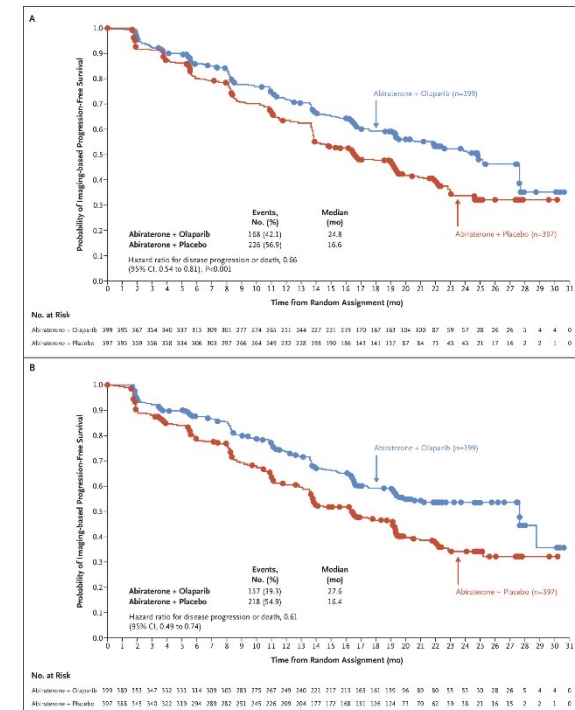 A
Probability of Imaging-based Progression-Free Survival
1.0
0.9
0.8
0.7
0.6
0.5
0.4
0.3
0.2
0.1
0.0
Abiraterone + Olaparib (n=399)
Abiraterone + Placebo (n=397)
Events, No. (%)
Median (mo)
Abiraterone + Olaparib 168 (42.1) 24.8
Abiraterone + Placebo 226 (56.9) 16.6
Hazard ratio for disease progression or death, 0.66
(95% CI, 0.54 to 0.81), P<0.001
0 1 2 3 4 5 6 7 8 9 10 11 12 13 14 15 16 17 18 19 20 21 22 23 24 25 26 27 28 29 30 31
Time from Random Assignment (mo)
No. at Risk
Abiraterone + Olaparib 399 395 367 354 340 337 313 309 301 277 274 265 251 244 227 221 219 170 167 163 104 100 87 59 57 28 26 26 5 4 4 0
Abiraterone + Placebo 397 393 359 356 338 334 306 303 297 266 264 249 232 228 198 190 186 143 141 137 87 84 73 45 43 21 17 16 2 2 1 0
B
Probability of Imaging-based Progression-Free Survival
1.0
0.9
0.8
0.7
0.6
0.5
0.4
0.3
0.2
0.1
0.0
Abiraterone + Olaparib (n=399)
Abiraterone + Placebo (n=397)
Events, No. (%)
Median (mo)
Abiraterone + Olaparib 157 (39.3) 27.6
Abiraterone + Placebo 218 (54.9) 16.4
Hazard ratio for disease progression or death, 0.61
(95% CI, 0.49 to 0.74)
0 1 2 3 4 5 6 7 8 9 10 11 12 13 14 15 16 17 18 19 20 21 22 23 24 25 26 27 28 29 30 31
Time from Random Assignment (mo)
No. at Risk
Abiraterone + Olaparib 399 389 353 347 332 331 314 309 303 283 275 267 249 240 221 217 215 165 161 159 96 89 80 55 53 30 28 26 5 4 4 0
Abiraterone + Placebo 397 388 345 340 322 319 294 289 282 251 245 226 209 204 177 172 168 131 126 124 73 70 62 39 38 21 16 15 2 2 1 0